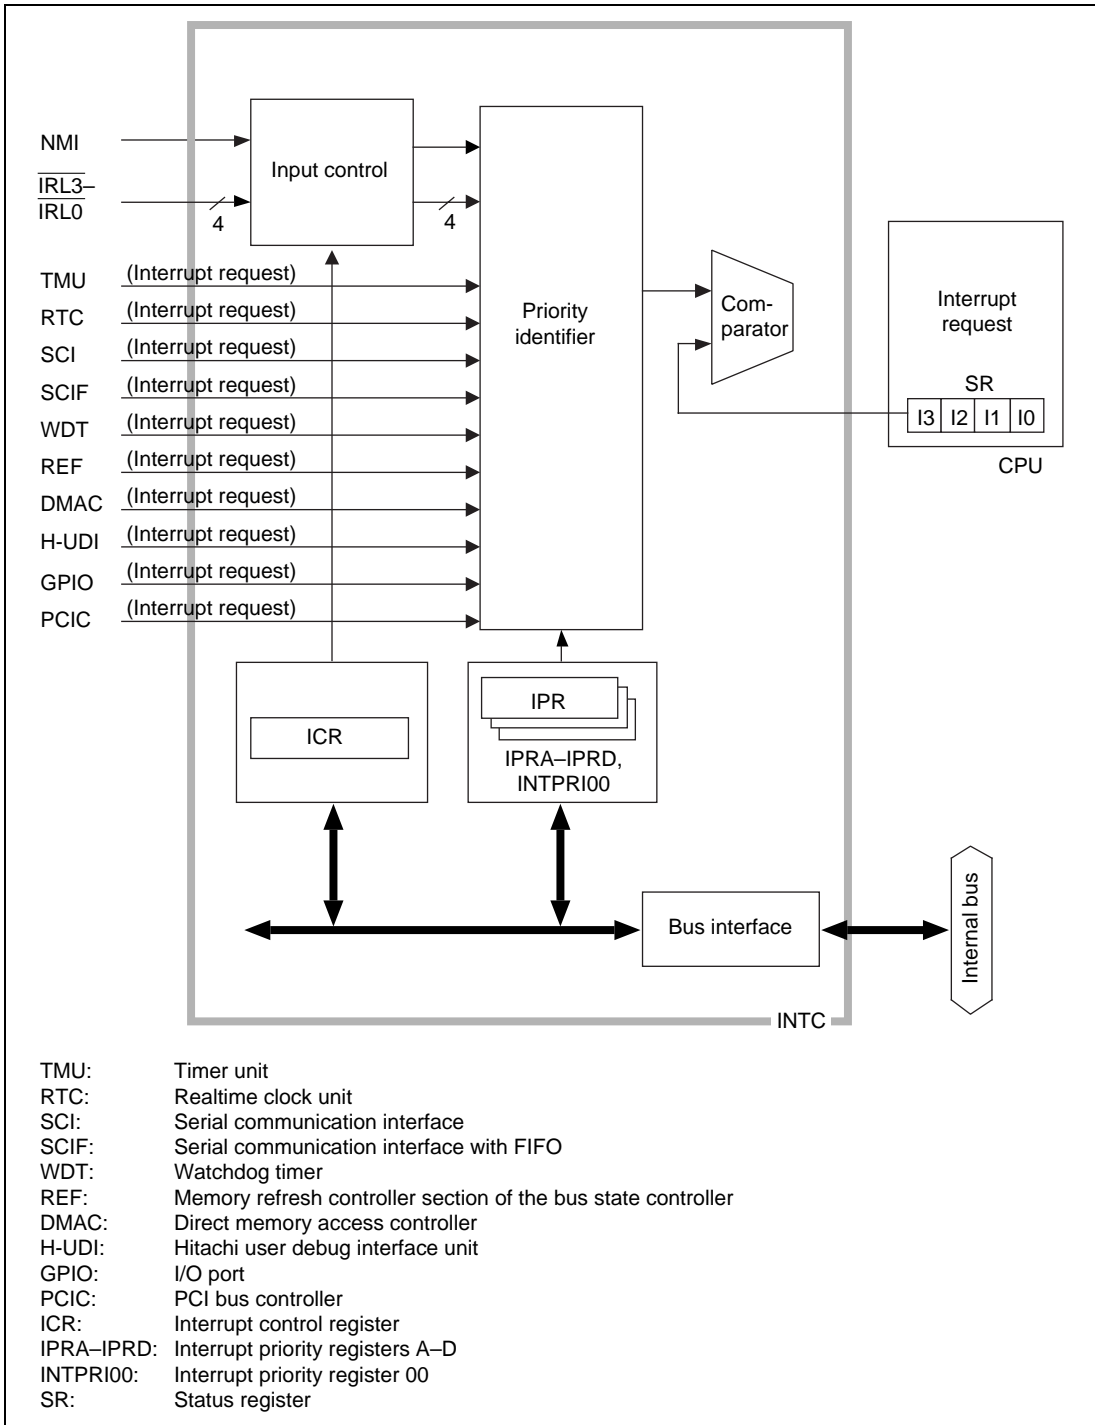 NMI
IRL3–
IRL0
4
Input control
4
TMU (Interrupt request)
RTC (Interrupt request)
SCI (Interrupt request)
SCIF (Interrupt request)
WDT (Interrupt request)
REF (Interrupt request)
DMAC (Interrupt request)
H-UDI (Interrupt request)
GPIO (Interrupt request)
PCIC (Interrupt request)
Priority
identifier
Com-
parator
Interrupt
request
SR
I3 I2 I1 I0
CPU
ICR
IPR
IPRA–IPRD,
INTPRI00
Bus interface
Internal bus
INTC
TMU: Timer unit
RTC: Realtime clock unit
SCI: Serial communication interface
SCIF: Serial communication interface with FIFO
WDT: Watchdog timer
REF: Memory refresh controller section of the bus state controller
DMAC: Direct memory access controller
H-UDI: Hitachi user debug interface unit
GPIO: I/O port
PCIC: PCI bus controller
ICR: Interrupt control register
IPRA–IPRD: Interrupt priority registers A–D
INTPRI00: Interrupt priority register 00
SR: Status register